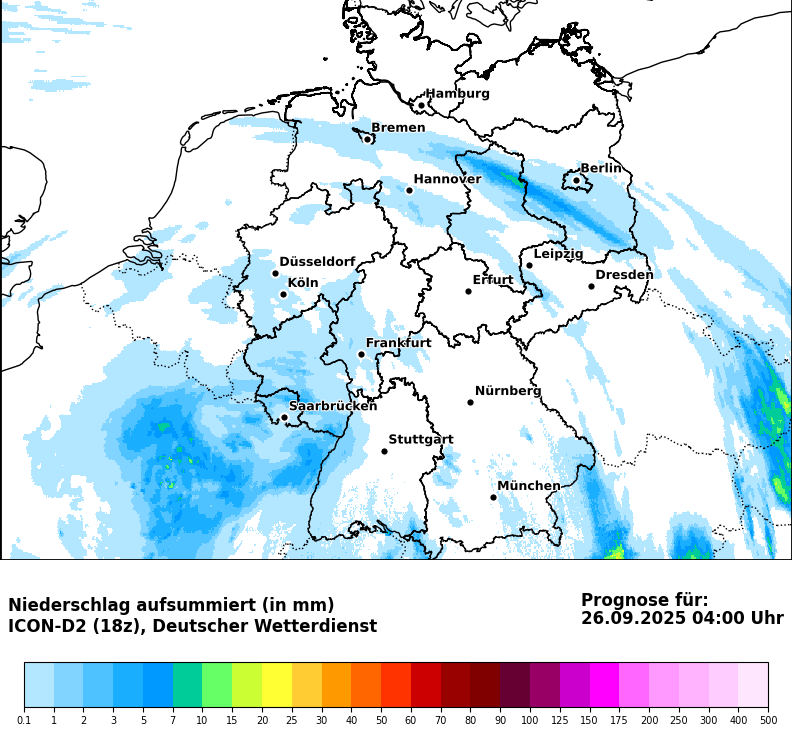 Hamburg
Bremen
Berlin
Hannover
Leipzig
Düsseldorf
Dresden
Erfurt
Köln
Frankfurt
Nürnberg
Saarbrücken
Stuttgart
München
Niederschlag aufsummiert (in mm)
ICON-D2 (18z), Deutscher Wetterdienst
Prognose für:
26.09.2025 04:00 Uhr
0.1 1 2 3 5 7 10 15 20 25 30 40 50 60 70 80 90 100 125 150 175 200 250 300 400 500